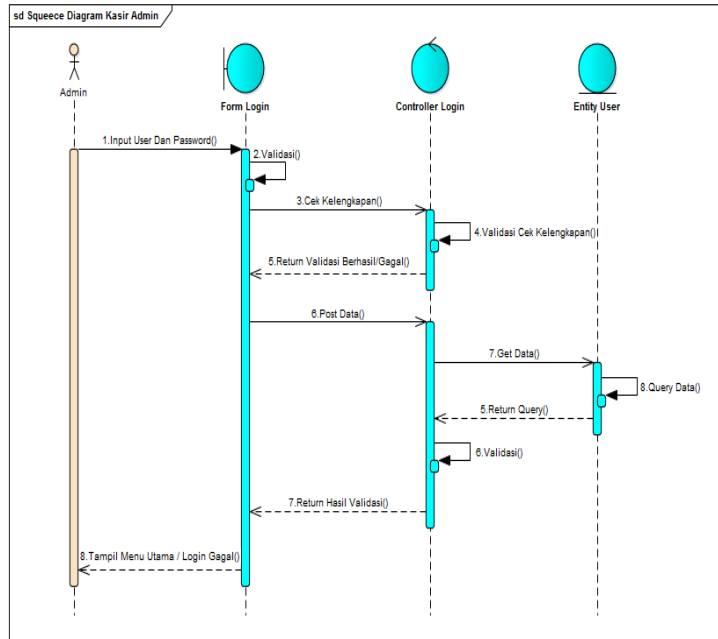 sd Squeece Diagram Kasir Admin
Admin
Form Login
Controller Login
Entity User
1.Input User Dan Password()
2.Validasi()
3.Cek Kelengkapan()
4.Validasi Cek Kelengkapan()
5.Return Validasi Berhasil/Gagal()
6.Post Data()
7.Get Data()
8.Query Data()
5.Return Query()
6.Validasi()
7.Return Hasil Validasi()
8.Tampil Menu Utama / Login Gagal()